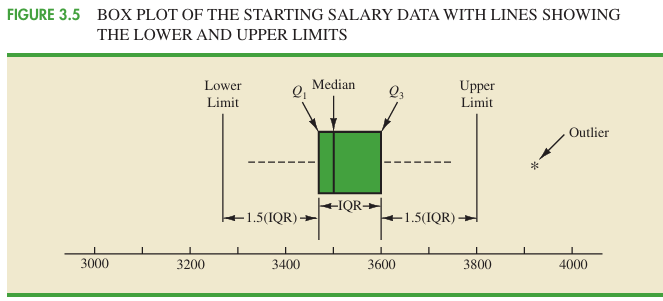 FIGURE 3.5 BOX PLOT OF THE STARTING SALARY DATA WITH LINES SHOWING
THE LOWER AND UPPER LIMITS
Lower
Limit
Q1
Median
Q3
Upper
Limit
Outlier
*
IQR
1.5(IQR)
1.5(IQR)
3000 3200 3400 3600 3800 4000